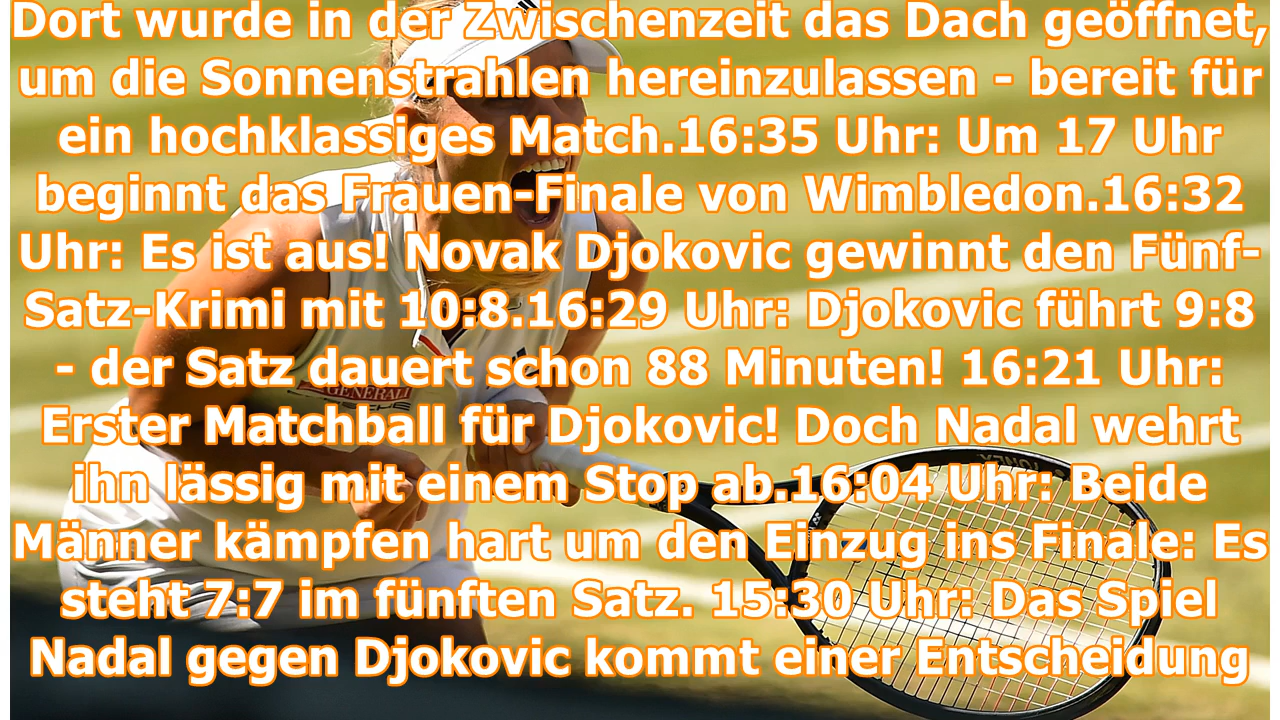 Dort wurde in der Zwischenzeit das Dach geöffnet,
um die Sonnenstrahlen hereinzulassen - bereit für
ein hochklassiges Match.16:35 Uhr: Um 17 Uhr
beginnt das Frauen-Finale von Wimbledon.16:32
Uhr: Es ist aus! Novak Djokovic gewinnt den Fünf-
Satz-Krimi mit 10:8.16:29 Uhr: Djokovic führt 9:8
- der Satz dauert schon 88 Minuten! 16:21 Uhr:
GENERALI
Erster Matchball für Djokovic! Doch Nadal wehrt
YONEX
ihn lässig mit einem Stop ab.16:04 Uhr: Beide
Männer kämpfen hart um den Einzug ins Finale: Es
steht 7:7 im fünften Satz. 15:30 Uhr: Das Spiel
Nadal gegen Djokovic kommt einer Entscheidung